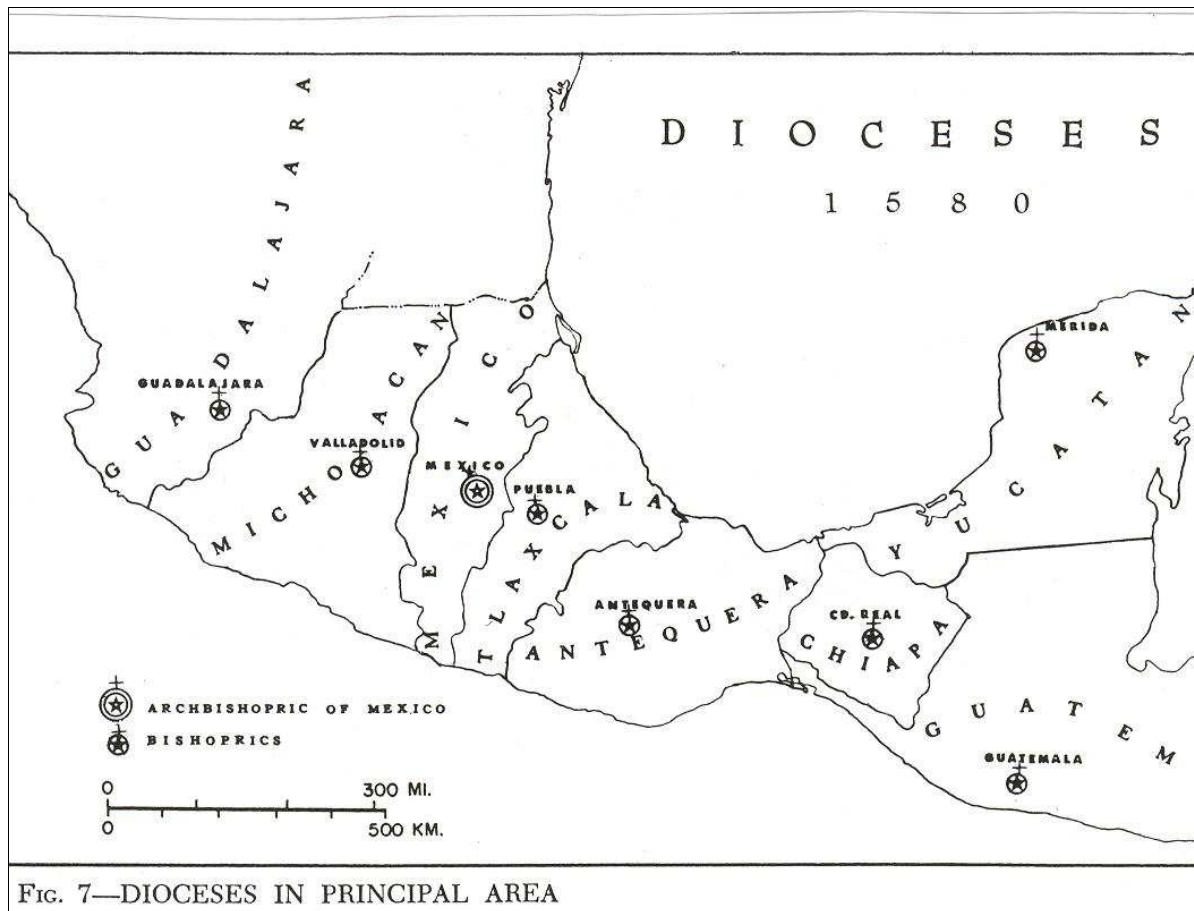 DIOCESES
1580
GUADALAJARA
GUADALAJARA
MICHOACAN
VALLADOLID
MEXICO
MEXICO
TLAXCALA
PUEBLA
ANTEQUERA
ANTEQUERA
CHIAPA
CD. REAL
YUCATAN
MERIDA
GUATEM
GUATEMALA
ARCHBISHOPRIC OF MEXICO
BISHOPRICS
0 300 MI.
0 500 KM.
FIG. 7—DIOCESES IN PRINCIPAL AREA